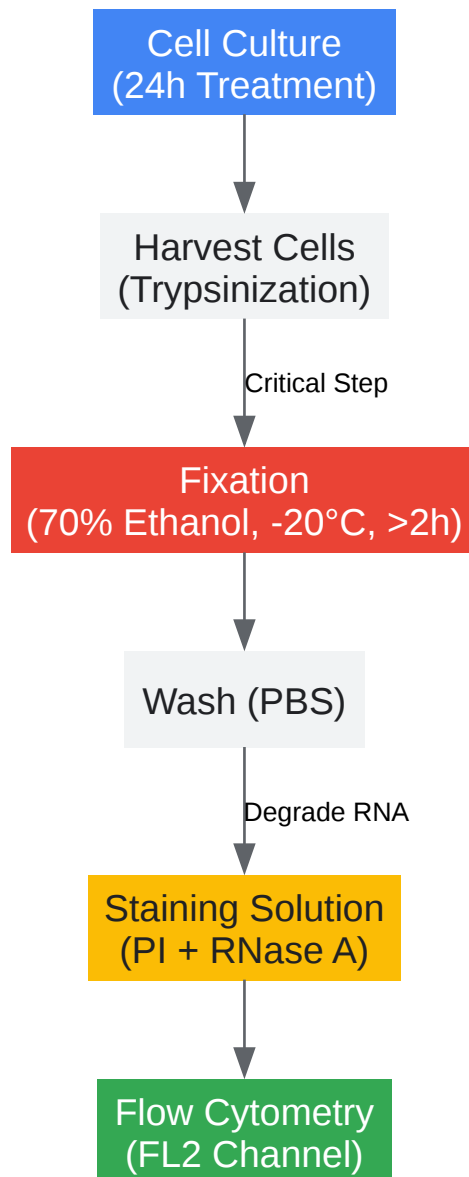 Cell Culture
(24h Treatment)
Harvest Cells
(Trypsinization)
Critical Step
Fixation
(70% Ethanol, -20°C, >2h)
Wash (PBS)
Degrade RNA
Staining Solution
(PI + RNase A)
Flow Cytometry
(FL2 Channel)